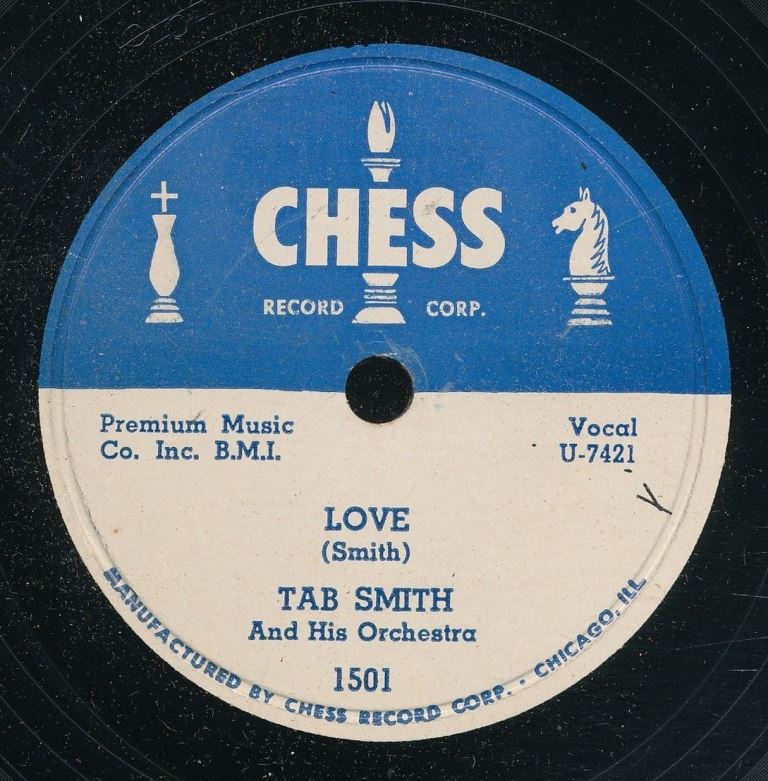 CHESS
RECORD CORP.
Premium Music
Co. Inc. B.M.I.
Vocal
U-7421
LOVE
(Smith)
TAB SMITH
And His Orchestra
1501
MANUFACTURED BY CHESS RECORD CORP. · CHICAGO, ILL